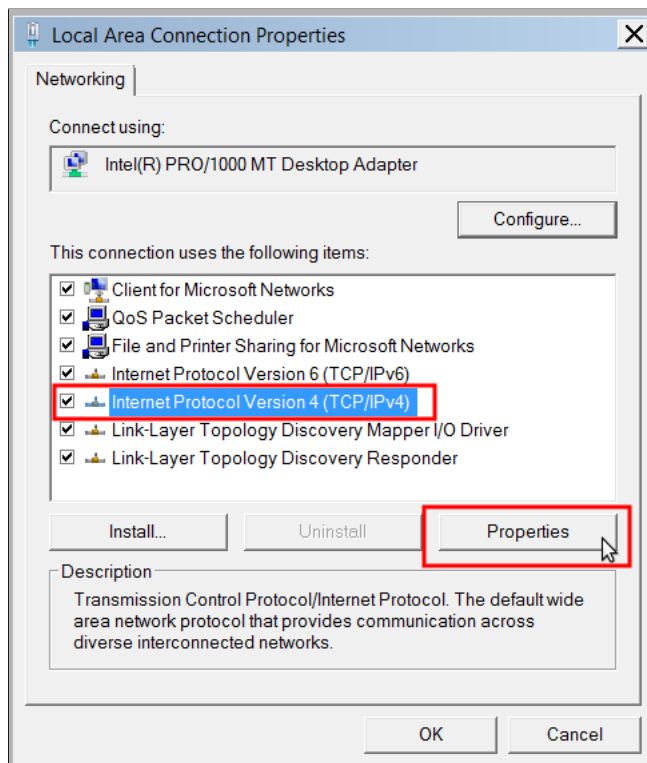 Local Area Connection Properties
Networking
Connect using:
Intel(R) PRO/1000 MT Desktop Adapter
Configure...
This connection uses the following items:
Client for Microsoft Networks
QoS Packet Scheduler
File and Printer Sharing for Microsoft Networks
Internet Protocol Version 6 (TCP/IPv6)
Internet Protocol Version 4 (TCP/IPv4)
Link-Layer Topology Discovery Mapper I/O Driver
Link-Layer Topology Discovery Responder
Install...
Uninstall
Properties
Description
Transmission Control Protocol/Internet Protocol. The default wide
area network protocol that provides communication across
diverse interconnected networks.
OK
Cancel